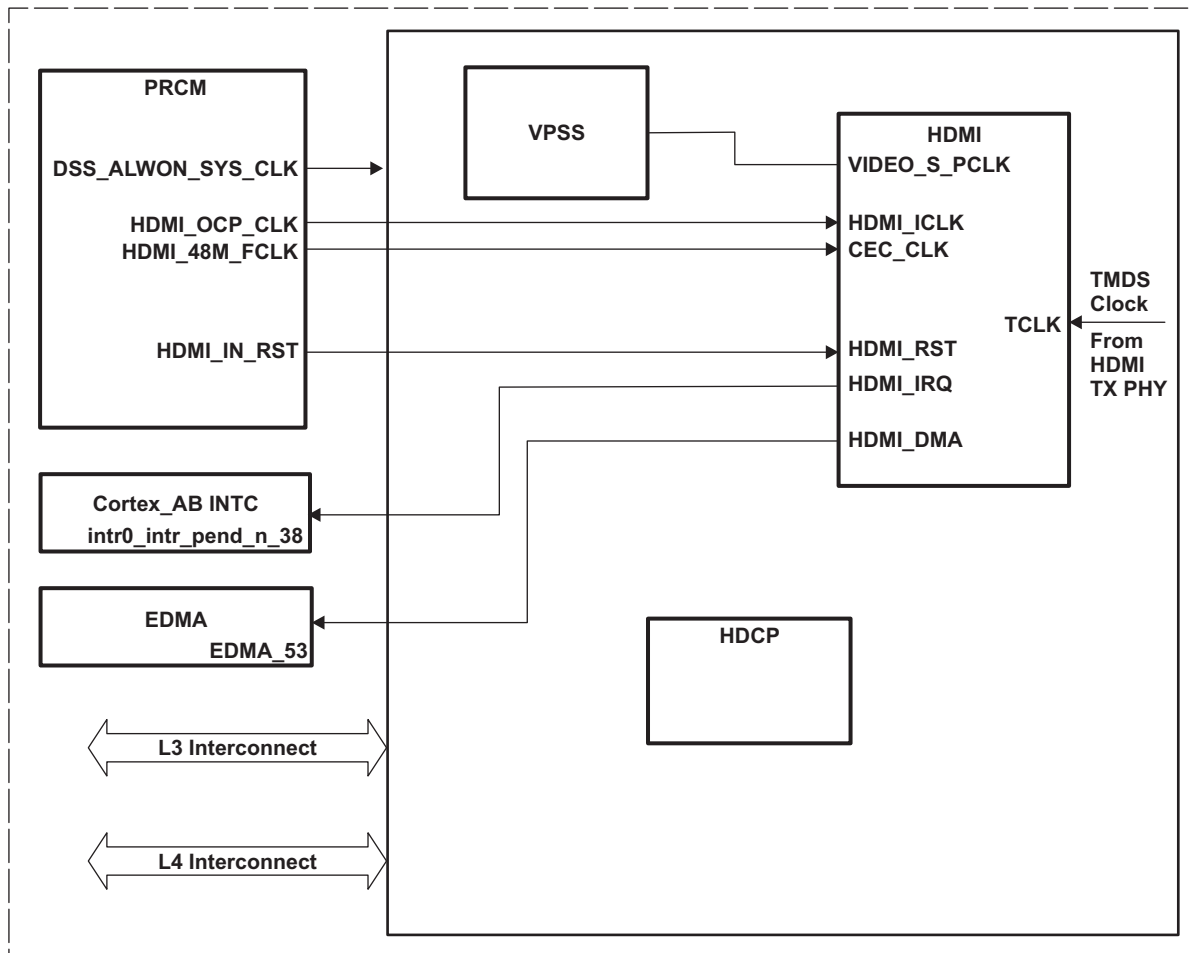 PRCM
DSS_ALWON_SYS_CLK
HDMI_OCP_CLK
HDMI_48M_FCLK
HDMI_IN_RST
VPSS
HDMI
VIDEO_S_PCLK
HDMI_ICLK
CEC_CLK
TCLK
HDMI_RST
HDMI_IRQ
HDMI_DMA
TMDS
Clock
From
HDMI
TX PHY
Cortex_AB INTC
intr0_intr_pend_n_38
EDMA
EDMA_53
HDCP
L3 Interconnect
L4 Interconnect